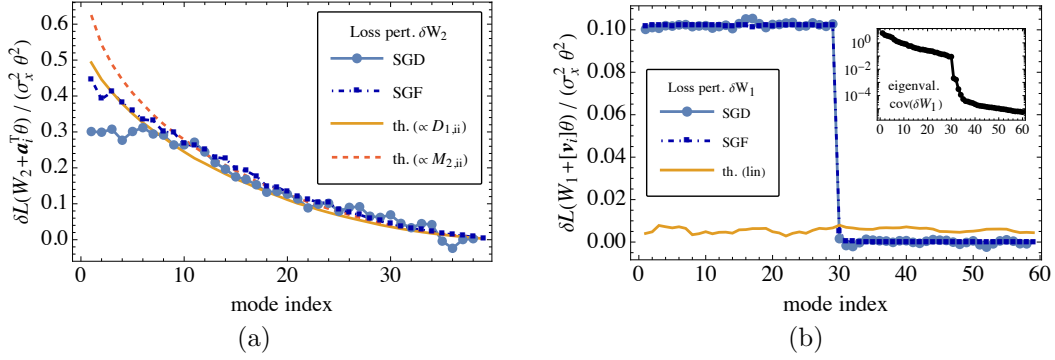 δL(W₂+aᵢᵀθ) / (σₓ² θ²)
0.6
0.5
0.4
0.3
0.2
0.1
0.0
Loss pert. δW₂
SGD
SGF
th. (∝ D₁,ᵢᵢ)
th. (∝ M₂,ᵢᵢ)
0 10 20 30
mode index
(a)
δL(W₁+[vᵢ]θ) / (σₓ² θ²)
0.10
0.08
0.06
0.04
0.02
0.00
Loss pert. δW₁
SGD
SGF
th. (lin)
10⁰
10⁻²
10⁻⁴
eigenval.
cov(δW₁)
0 10 20 30 40 50 60
0 10 20 30 40 50 60
mode index
(b)